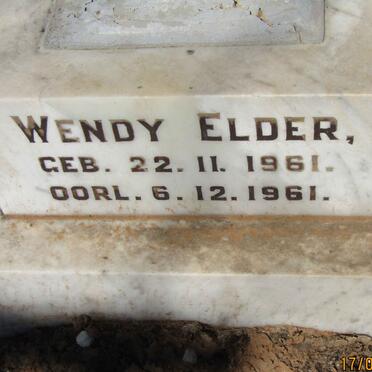 WENDY ELDER,
GEB. 22. 11. 1961.
OORL. 6. 12. 1961.